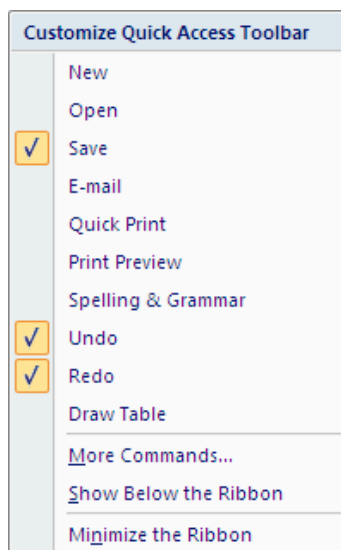 Customize Quick Access Toolbar
New
Open
Save
E-mail
Quick Print
Print Preview
Spelling & Grammar
Undo
Redo
Draw Table
More Commands...
Show Below the Ribbon
Minimize the Ribbon